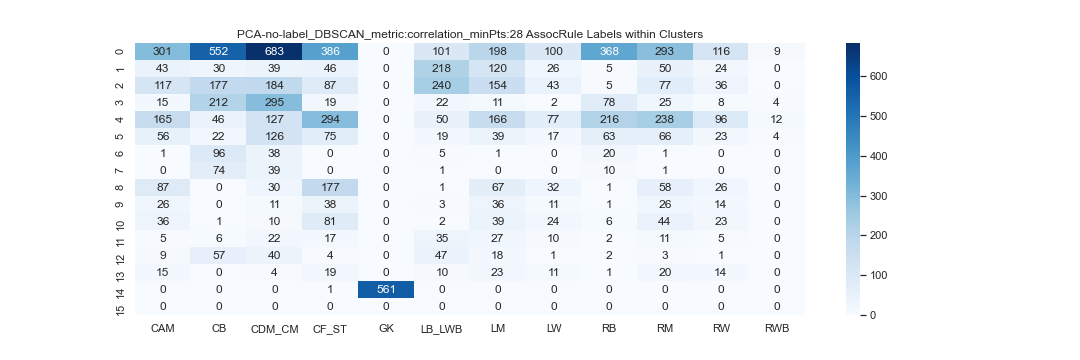 PCA-no-label_DBSCAN_metric:correlation_minPts:28 AssocRule Labels within Clusters
0 301 552 683 386 0 101 198 100 368 293 116 9
1 43 30 39 46 0 218 120 26 5 50 24 0
2 117 177 184 87 0 240 154 43 5 77 36 0
3 15 212 295 19 0 22 11 2 78 25 8 4
4 165 46 127 294 0 50 166 77 216 238 96 12
5 56 22 126 75 0 19 39 17 63 66 23 4
6 1 96 38 0 0 5 1 0 20 1 0 0
7 0 74 39 0 0 1 0 0 10 1 0 0
8 87 0 30 177 0 1 67 32 1 58 26 0
9 26 0 11 38 0 3 36 11 1 26 14 0
10 36 1 10 81 0 2 39 24 6 44 23 0
11 5 6 22 17 0 35 27 10 2 11 5 0
12 9 57 40 4 0 47 18 1 2 3 1 0
13 15 0 4 19 0 10 23 11 1 20 14 0
14 0 0 0 1 561 0 0 0 0 0 0 0
15 0 0 0 0 0 0 0 0 0 0 0 0
CAM CB CDM_CM CF_ST GK LB_LWB LM LW RB RM RW RWB
600
500
400
300
200
100
0